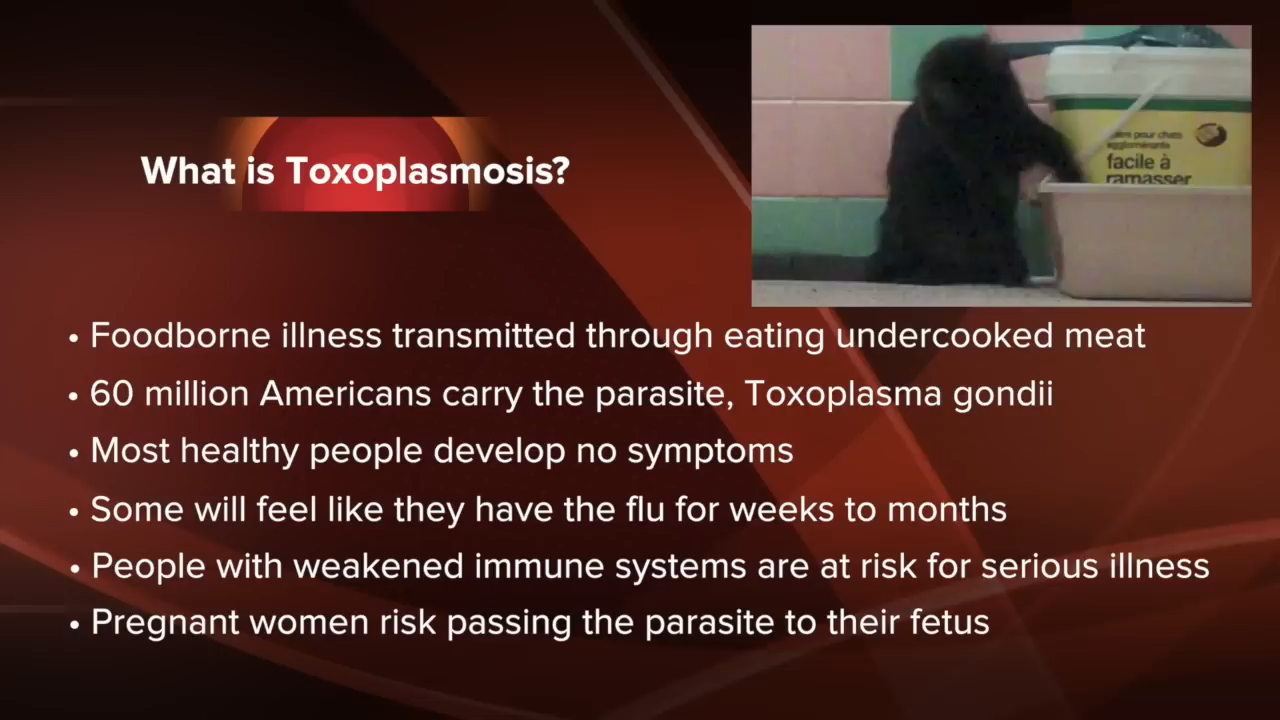 What is Toxoplasmosis?
pour chats
agglomérante
facile à
ramasser
• Foodborne illness transmitted through eating undercooked meat
• 60 million Americans carry the parasite, Toxoplasma gondii
• Most healthy people develop no symptoms
• Some will feel like they have the flu for weeks to months
• People with weakened immune systems are at risk for serious illness
• Pregnant women risk passing the parasite to their fetus